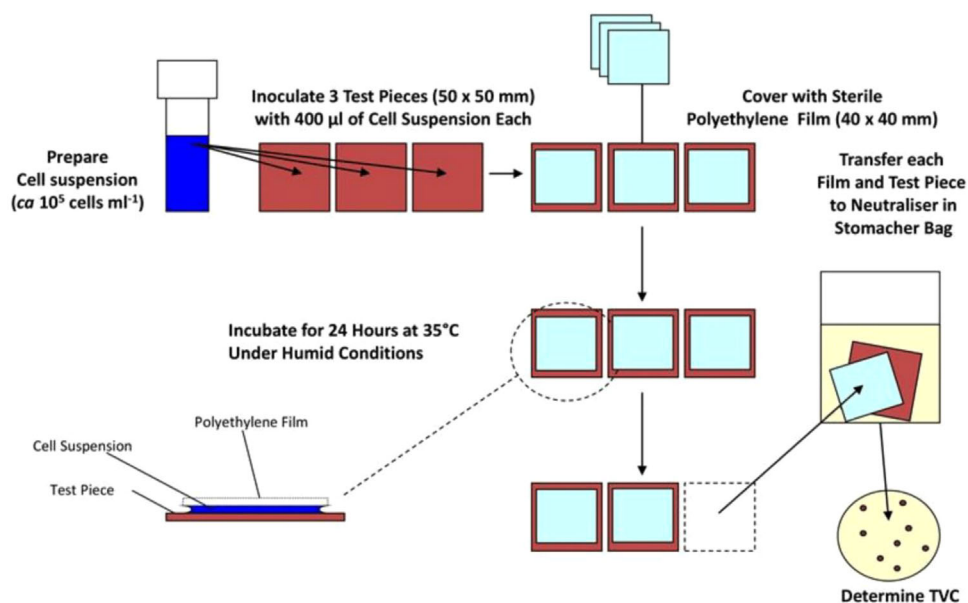 Prepare
Cell suspension
(ca 10⁵ cells ml⁻¹)
Inoculate 3 Test Pieces (50 x 50 mm)
with 400 µl of Cell Suspension Each
Cover with Sterile
Polyethylene Film (40 x 40 mm)
Transfer each
Film and Test Piece
to Neutraliser in
Stomacher Bag
Incubate for 24 Hours at 35°C
Under Humid Conditions
Polyethylene Film
Cell Suspension
Test Piece
Determine TVC